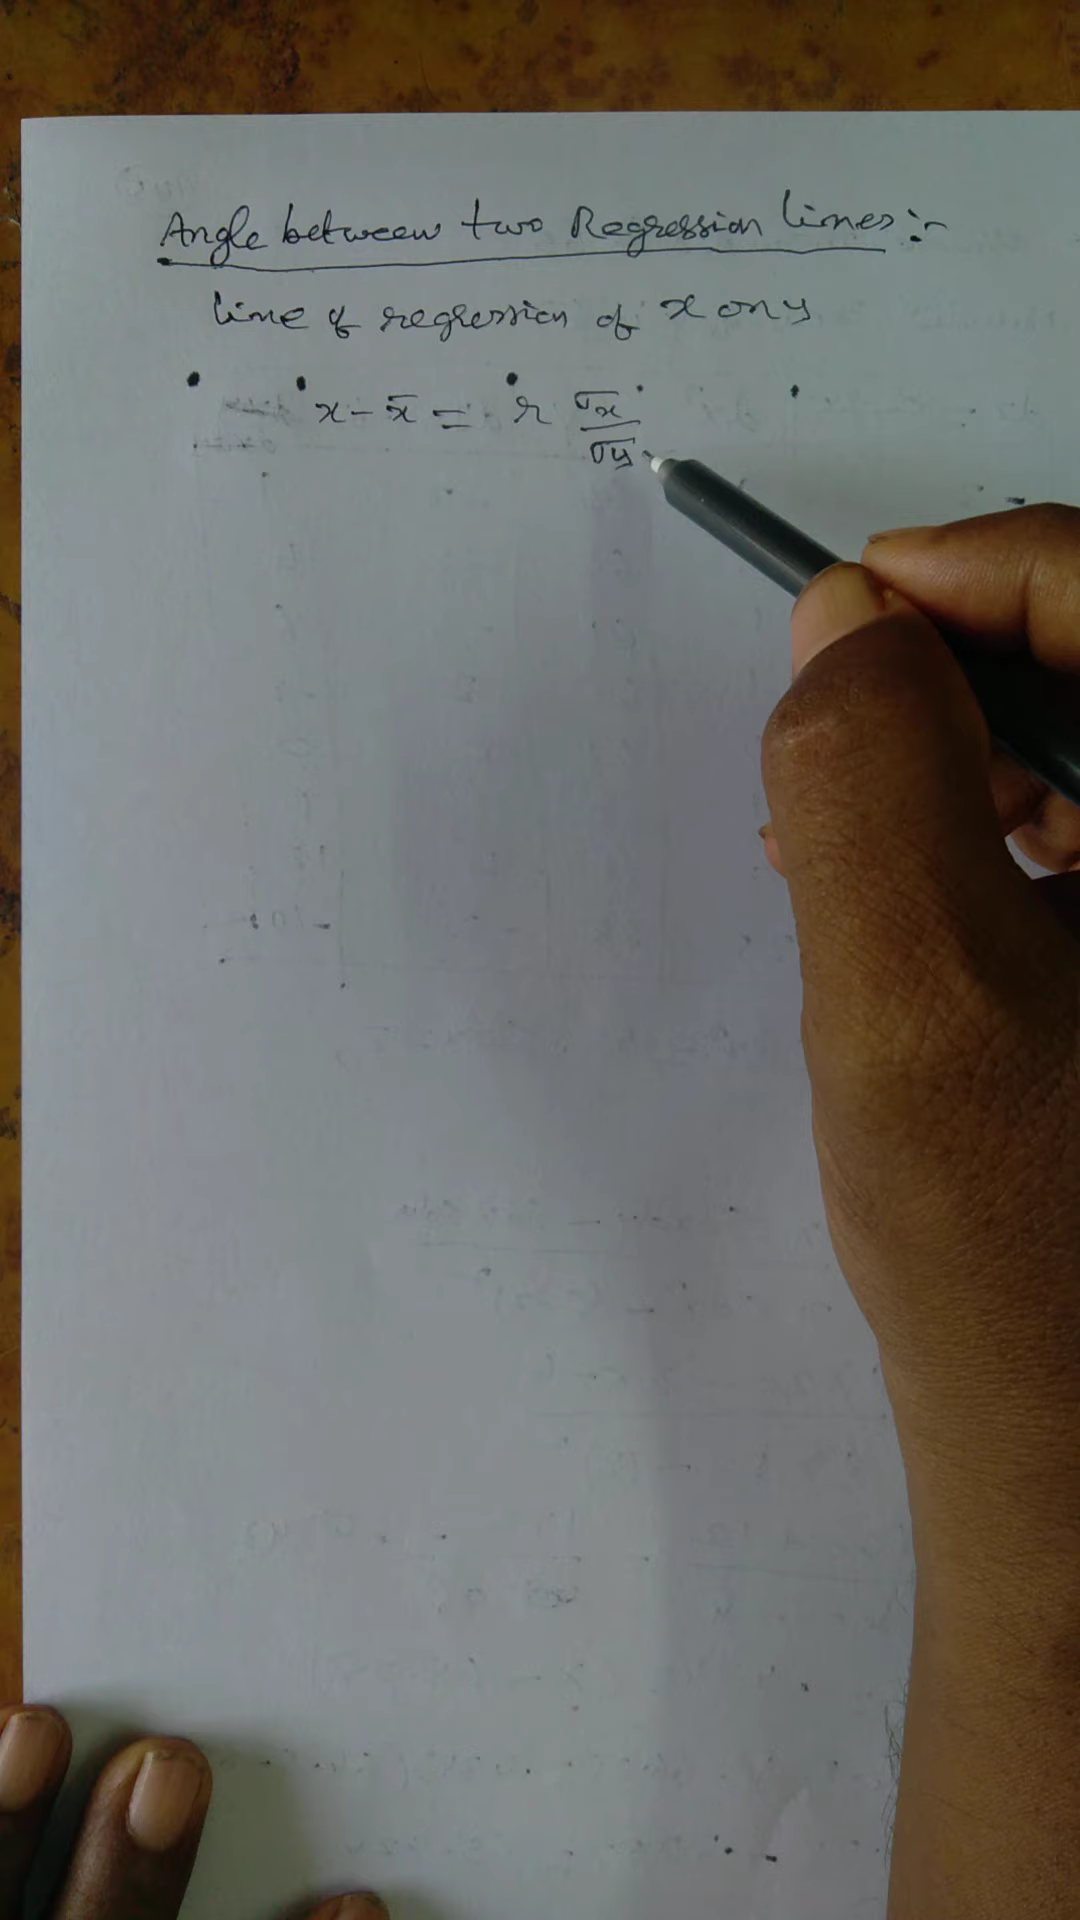 Angle between two Regression lines :-
line of regression of x on y
x - x̄ = r σx/σy